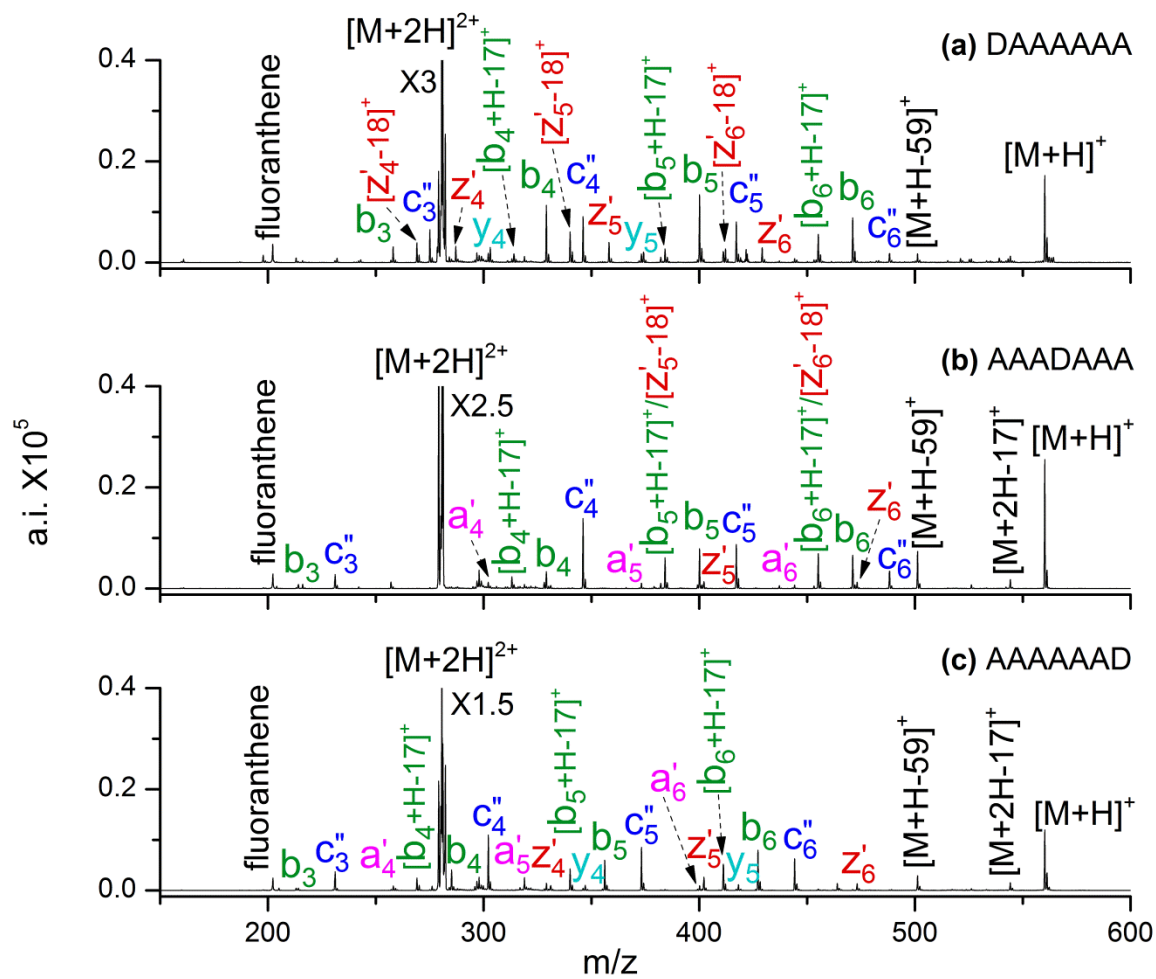 a.i. X10⁵
(a) DAAAAAA
[M+2H]²⁺
X3
0.4
0.2
0.0
fluoranthene
b₃
[z'₄-18]⁺
c''₃
z'₄
y₄
[b₄+H-17]⁺
b₄
[z'₅-18]⁺
c''₄
z'₅
y₅
[b₅+H-17]⁺
b₅
[z'₆-18]⁺
c''₅
z'₆
[b₆+H-17]⁺
b₆
c''₆
[M+H-59]⁺
[M+H]⁺
(b) AAADAAA
[M+2H]²⁺
X2.5
0.4
0.2
0.0
fluoranthene
b₃
c''₃
a'₄
[b₄+H-17]⁺
b₄
c''₄
a'₅
[b₅+H-17]⁺/[z'₅-18]⁺
b₅
z'₅
c''₅
a'₆
[b₆+H-17]⁺/[z'₆-18]⁺
b₆
z'₆
c''₆
[M+H-59]⁺
[M+2H-17]⁺
[M+H]⁺
(c) AAAAAAD
[M+2H]²⁺
X1.5
0.4
0.2
0.0
fluoranthene
b₃
c''₃
a'₄
[b₄+H-17]⁺
b₄
c''₄
a'₅
z'₄
[b₅+H-17]⁺
y₄
b₅
c''₅
a'₆
z'₅
[b₆+H-17]⁺
y₅
b₆
c''₆
z'₆
[M+H-59]⁺
[M+2H-17]⁺
[M+H]⁺
200 300 400 500 600
m/z